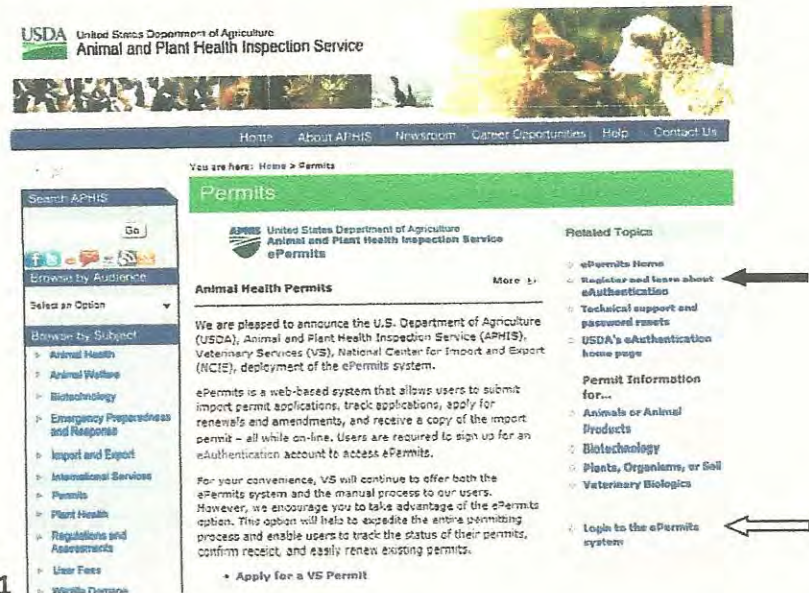 USDA United States Department of Agriculture
Animal and Plant Health Inspection Service
Home About APHIS Newsroom Career Opportunities Help Contact Us
You are here: Home > Permits
Search APHIS
Go
Browse by Audience
Select an Option
Browse by Subject
Animal Health
Animal Welfare
Biotechnology
Emergency Preparedness
and Response
Import and Export
International Services
Permits
Plant Health
Regulations and
Assessments
User Fees
Wildlife Damage
1
Permits
APHIS United States Department of Agriculture
Animal and Plant Health Inspection Service
ePermits
Animal Health Permits More
We are pleased to announce the U.S. Department of Agriculture
(USDA), Animal and Plant Health Inspection Service (APHIS),
Veterinary Services (VS), National Center for Import and Export
(NCIE), deployment of the ePermits system.
ePermits is a web-based system that allows users to submit
import permit applications, track applications, apply for
renewals and amendments, and receive a copy of the import
permit – all while on-line. Users are required to sign up for an
eAuthentication account to access ePermits.
For your convenience, VS will continue to offer both the
ePermits system and the manual process to our users.
However, we encourage you to take advantage of the ePermits
option. This option will help to expedite the entire permitting
process and enable users to track the status of their permits,
confirm receipt, and easily renew existing permits.
• Apply for a VS Permit
Related Topics
ePermits Home
Register and learn about
eAuthentication
Technical support and
password resets
USDA's eAuthentication
home page
Permit Information
for...
Animals or Animal
Products
Biotechnology
Plants, Organisms, or Soil
Veterinary Biologics
Login to the ePermits
system